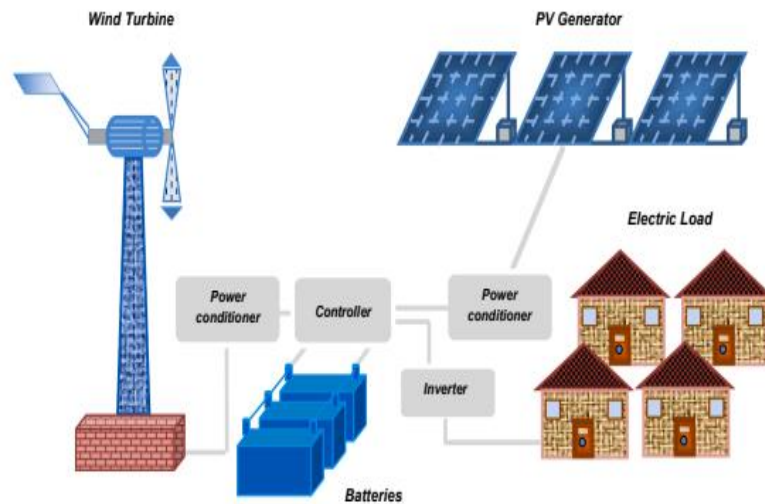 Wind Turbine
PV Generator
Electric Load
Power
conditioner
Controller
Power
conditioner
Inverter
Batteries